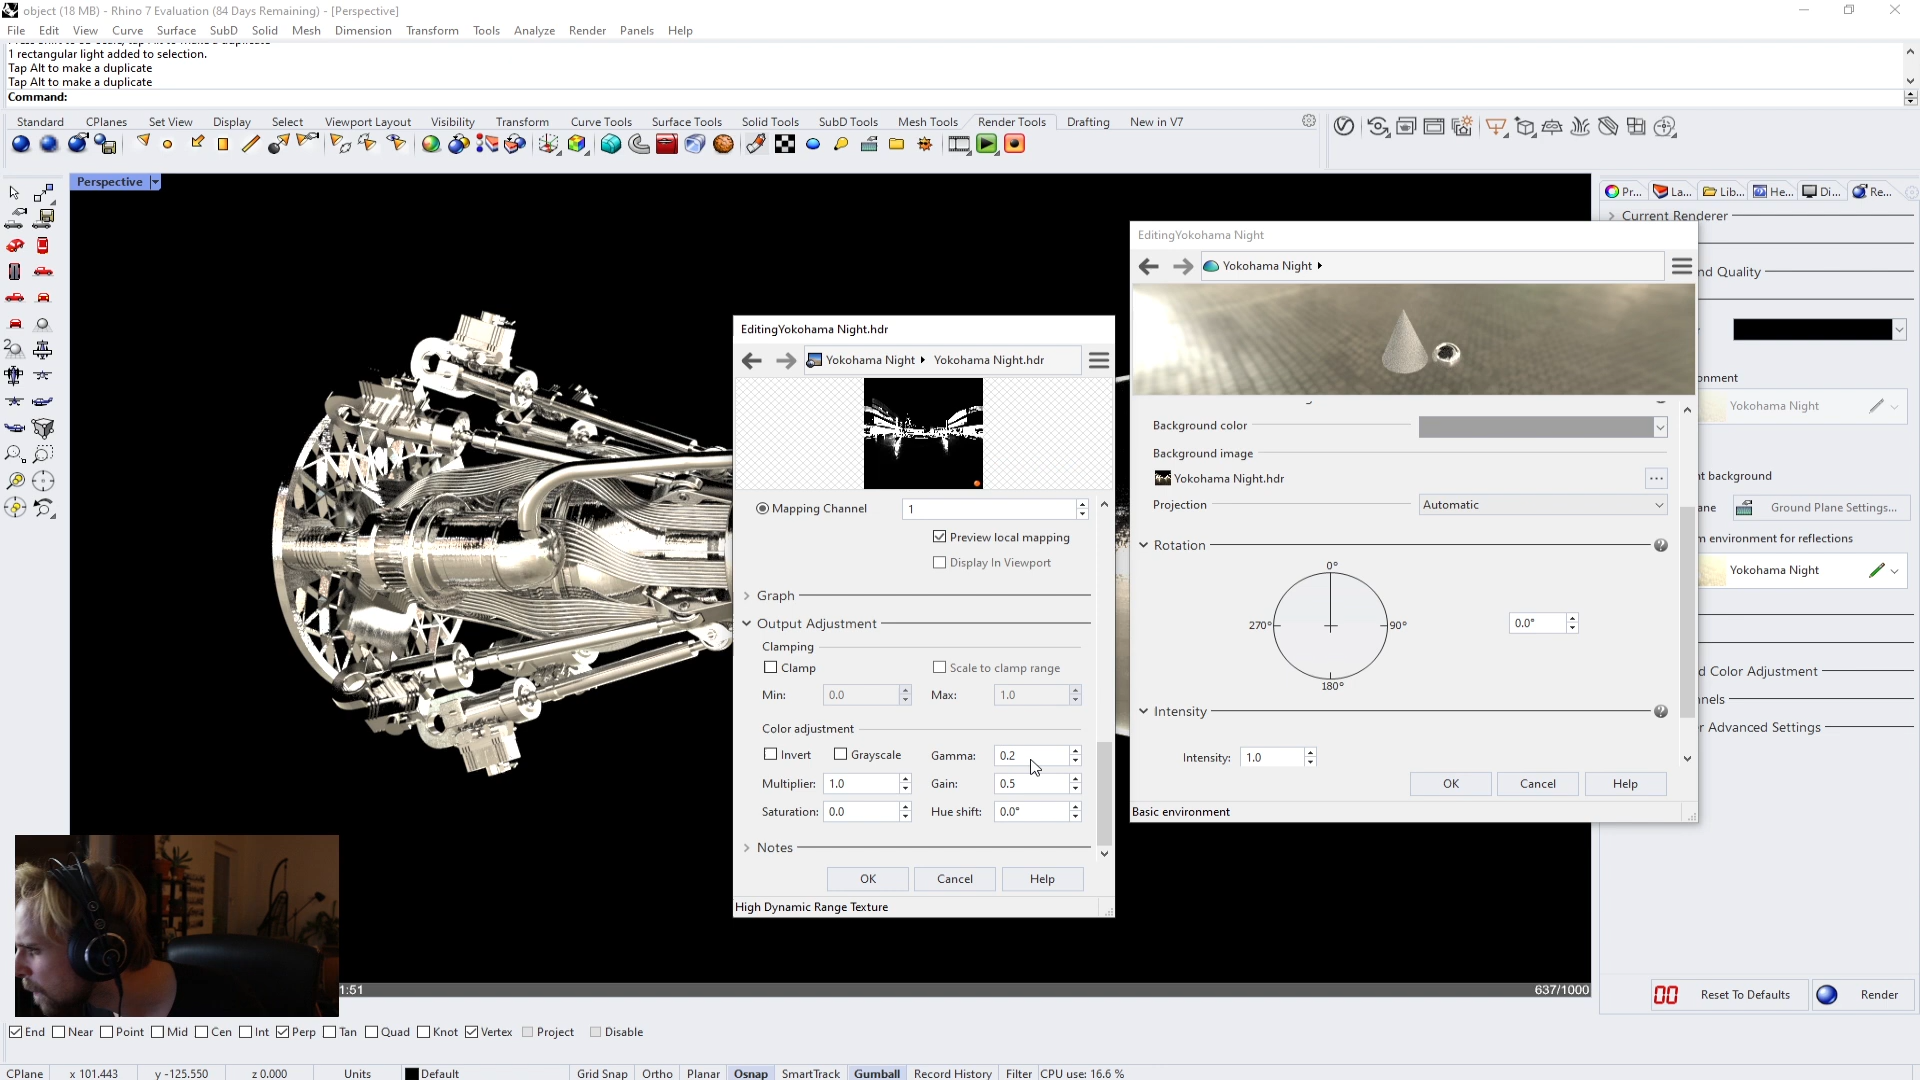 object (18 MB) - Rhino 7 Evaluation (84 Days Remaining) - [Perspective]
File Edit View Curve Surface SubD Solid Mesh Dimension Transform Tools Analyze Render Panels Help
1 rectangular light added to selection.
Tap Alt to make a duplicate
Tap Alt to make a duplicate
Command:
Standard CPlanes Set View Display Select Viewport Layout Visibility Transform Curve Tools Surface Tools Solid Tools SubD Tools Mesh Tools Render Tools Drafting New in V7
Perspective
Pr... La... Lib... He... Di... Re...
Current Renderer
nd Quality
onment
Yokohama Night
nt background
ane Ground Plane Settings...
m environment for reflections
Yokohama Night
d Color Adjustment
nnels
r Advanced Settings
Reset To Defaults Render
EditingYokohama Night
Yokohama Night
Background color
Background image
Yokohama Night.hdr
...
Projection Automatic
Rotation
0°
270° 90° 0.0°
180°
Intensity
Intensity: 1.0
OK Cancel Help
Basic environment
EditingYokohama Night.hdr
Yokohama Night Yokohama Night.hdr
Mapping Channel 1
Preview local mapping
Display In Viewport
Graph
Output Adjustment
Clamping
Clamp Scale to clamp range
Min: 0.0 Max: 1.0
Color adjustment
Invert Grayscale Gamma: 0.2
Multiplier: 1.0 Gain: 0.5
Saturation: 0.0 Hue shift: 0.0°
Notes
OK Cancel Help
High Dynamic Range Texture
1:51 637/1000
End Near Point Mid Cen Int Perp Tan Quad Knot Vertex Project Disable
CPlane x 101.443 y -125.550 z 0.000 Units Default Grid Snap Ortho Planar Osnap SmartTrack Gumball Record History Filter CPU use: 16.6 %